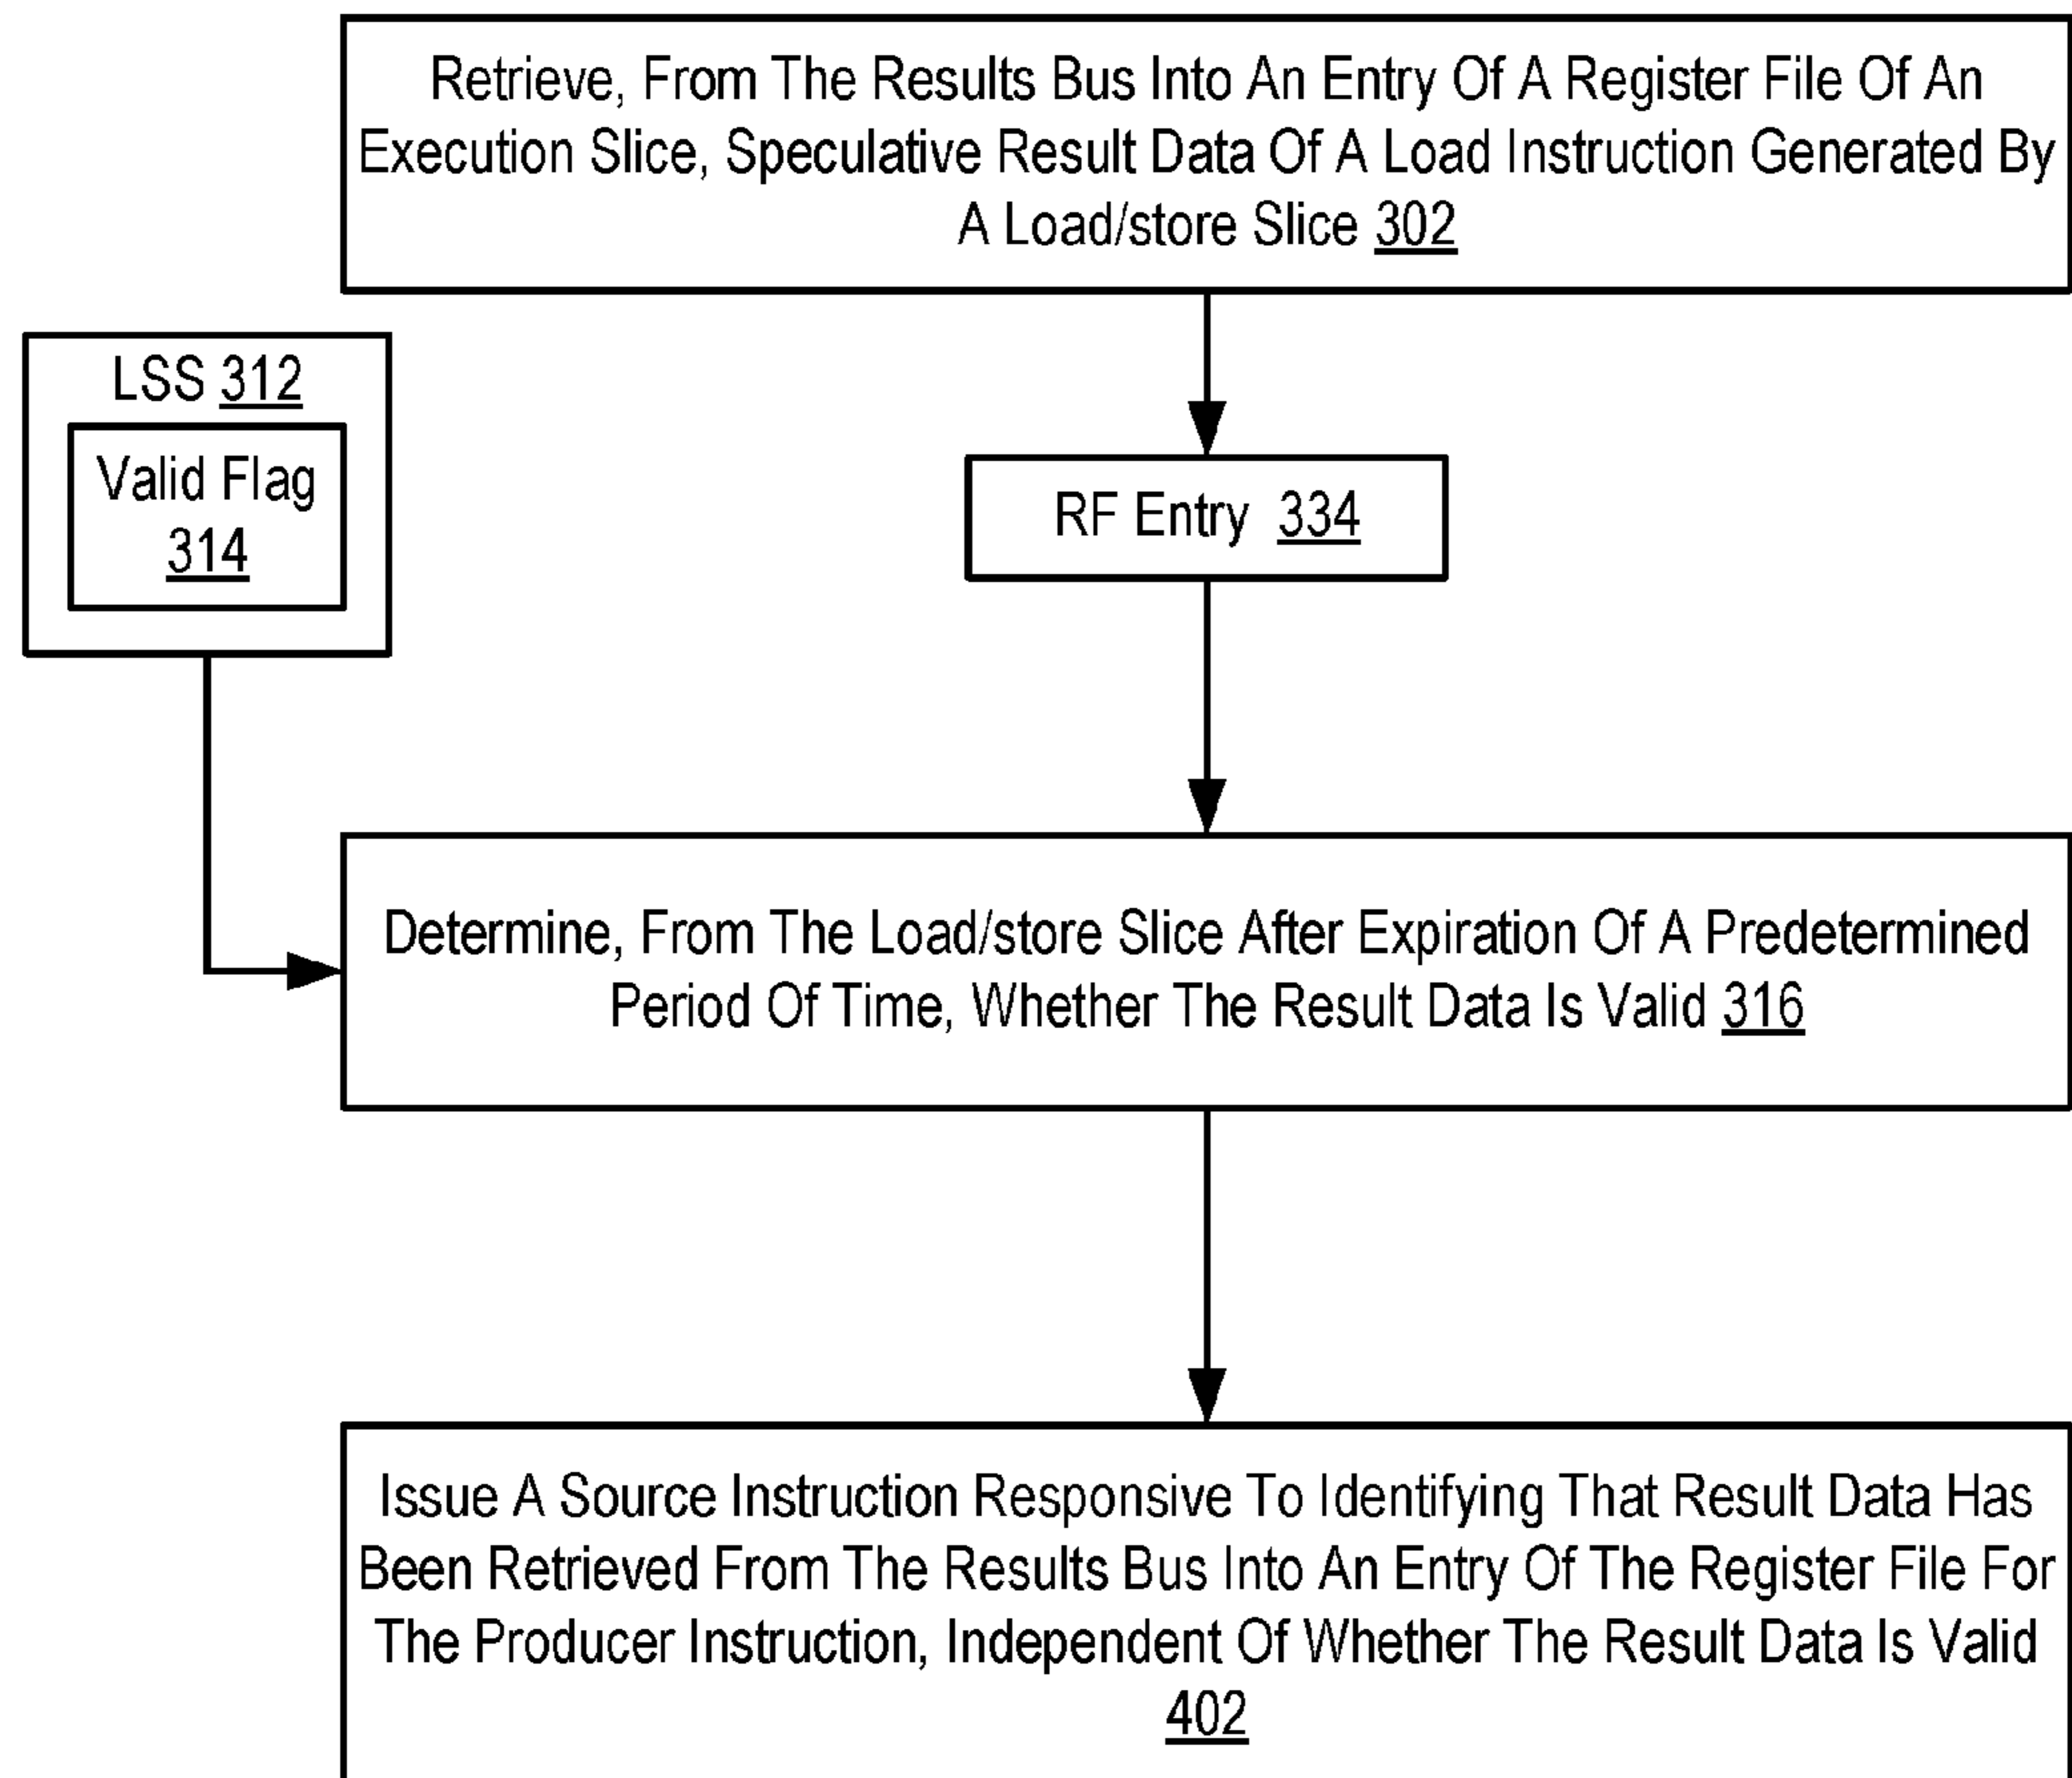 Retrieve, From The Results Bus Into An Entry Of A Register File Of An
Execution Slice, Speculative Result Data Of A Load Instruction Generated By
A Load/store Slice 302
LSS 312
Valid Flag
314
RF Entry 334
Determine, From The Load/store Slice After Expiration Of A Predetermined
Period Of Time, Whether The Result Data Is Valid 316
Issue A Source Instruction Responsive To Identifying That Result Data Has
Been Retrieved From The Results Bus Into An Entry Of The Register File For
The Producer Instruction, Independent Of Whether The Result Data Is Valid
402